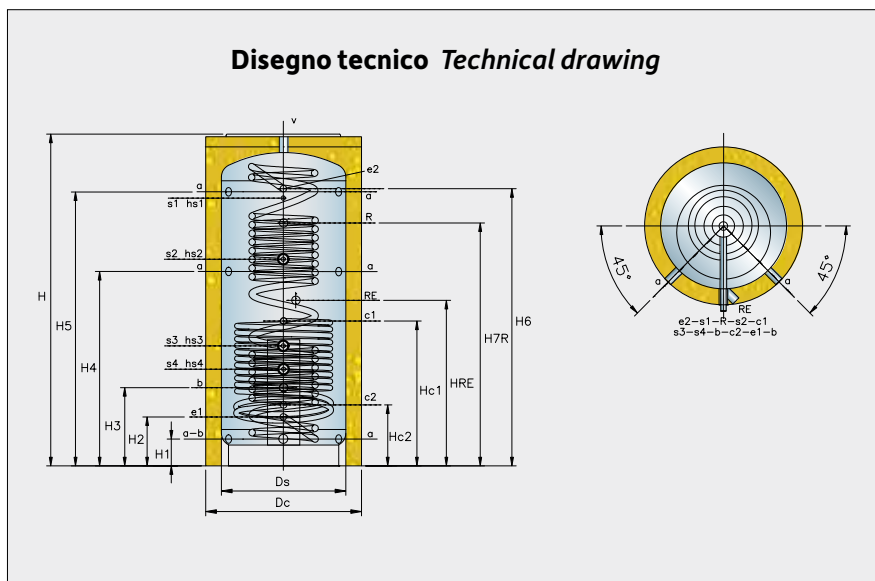 Disegno tecnico Technical drawing
v
e2
a a
s1 hs1
R
s2 hs2
a a
RE
c1
s3 hs3
s4 hs4
b
c2
e1
a-b a
H
H5
H4
H3
H2
H1
Hc2
Hc1
HRE
H7R
H6
Ds
Dc
45° 45°
a a
RE
e2-s1-R-s2-c1
s3-s4-b-c2-e1-b